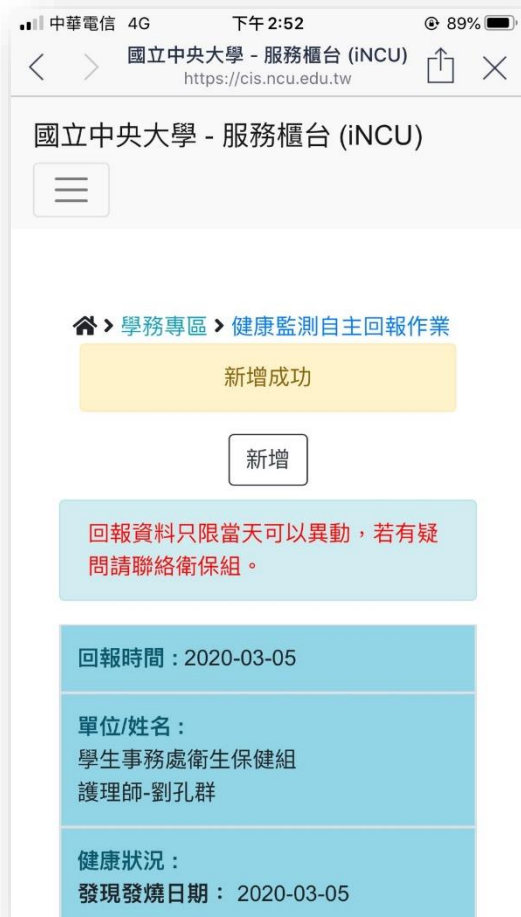 中華電信 4G 下午2:52 89%
國立中央大學 - 服務櫃台 (iNCU)
https://cis.ncu.edu.tw
國立中央大學 - 服務櫃台 (iNCU)
學務專區 健康監測自主回報作業
新增成功
新增
回報資料只限當天可以異動,若有疑
問請聯絡衛保組。
回報時間:2020-03-05
單位/姓名:
學生事務處衛生保健組
護理師-劉孔群
健康狀況:
發現發燒日期: 2020-03-05